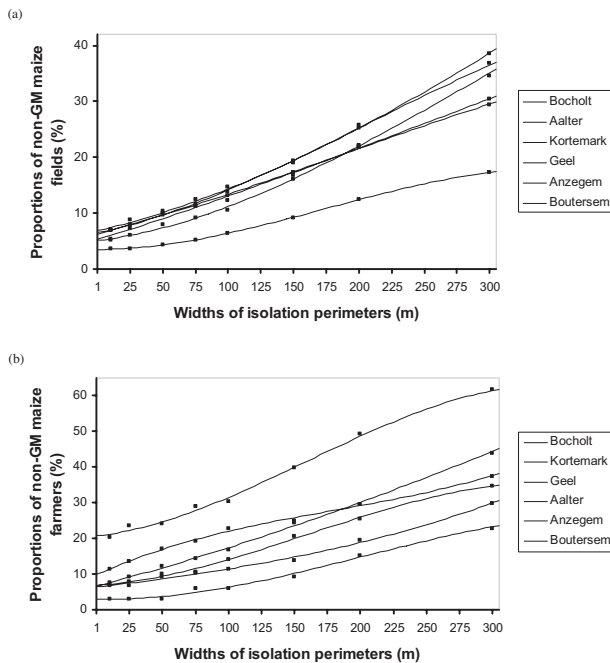 (a)
Proportions of non-GM maize
fields (%)
40
30
20
10
0
1 25 50 75 100 125 150 175 200 225 250 275 300
Widths of isolation perimeters (m)
Bocholt
Aalter
Kortemark
Geel
Anzegem
Boutersem
(b)
Proportions of non-GM maize
farmers (%)
60
50
40
30
20
10
0
1 25 50 75 100 125 150 175 200 225 250 275 300
Widths of isolation perimeters (m)
Bocholt
Kortemark
Geel
Aalter
Anzegem
Boutersem